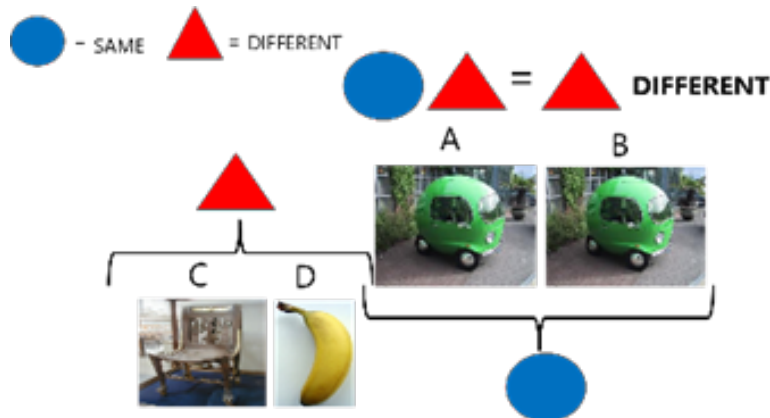 - SAME = DIFFERENT
= DIFFERENT
A B
C D